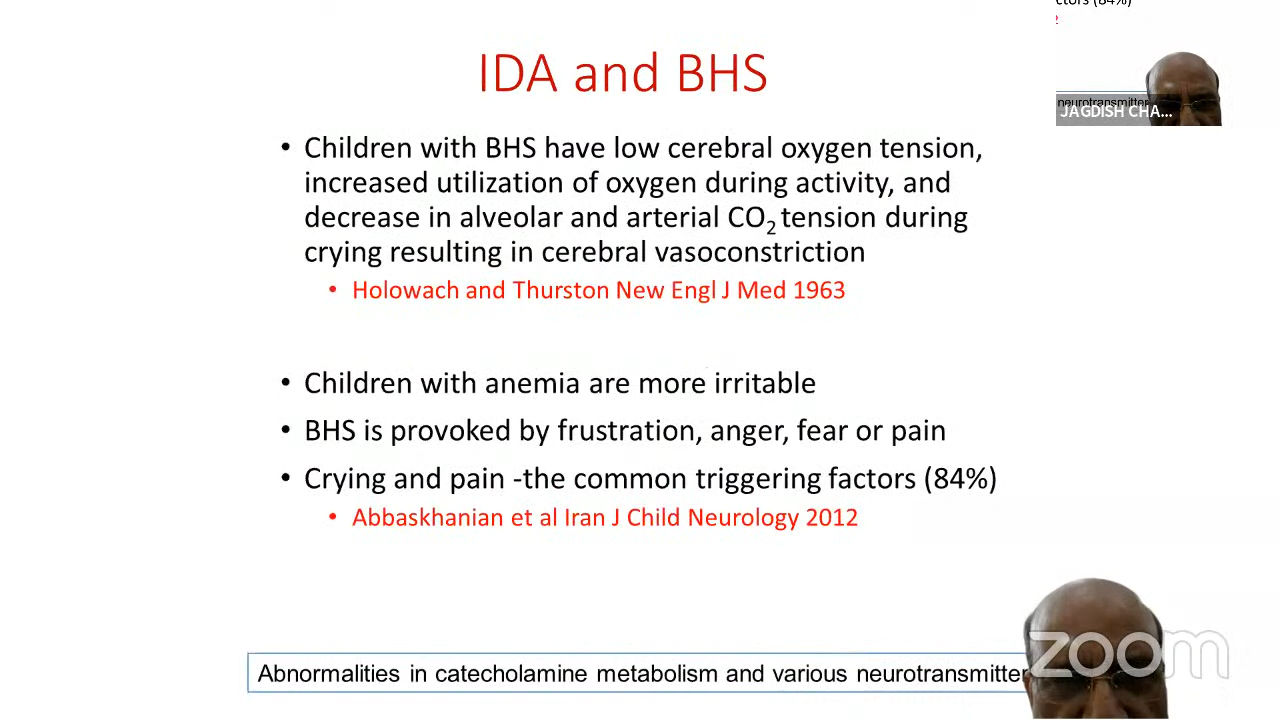 ctors (84%)
2
IDA and BHS
neurotransmitter
JAGDISH CHA...
• Children with BHS have low cerebral oxygen tension,
increased utilization of oxygen during activity, and
decrease in alveolar and arterial CO2 tension during
crying resulting in cerebral vasoconstriction
• Holowach and Thurston New Engl J Med 1963
• Children with anemia are more irritable
• BHS is provoked by frustration, anger, fear or pain
• Crying and pain -the common triggering factors (84%)
• Abbaskhanian et al Iran J Child Neurology 2012
Abnormalities in catecholamine metabolism and various neurotransmitter
zoom